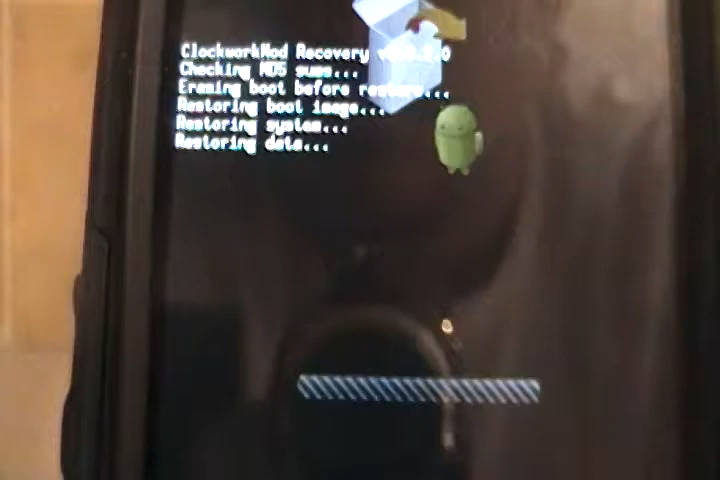 ClockworkMod Recovery
Checking MD5 sums...
Erasing boot before restore...
Restoring boot image...
Restoring system...
Restoring data...